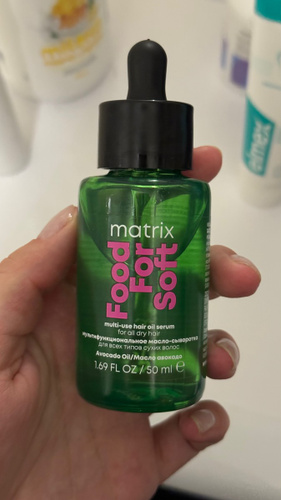 matrix
Food
For
Soft
multi-use hair oil serum
for all dry hair
мультифункциональное масло-сыворотка
для всех типов сухих волос
Avocado Oil/Масло авокадо
1.69 FL OZ / 50 ml e
elmex